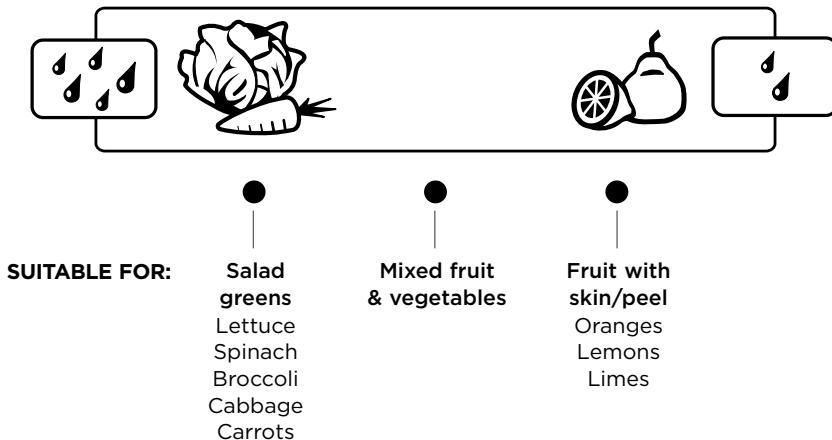 SUITABLE FOR:
Salad
greens
Lettuce
Spinach
Broccoli
Cabbage
Carrots
Mixed fruit
& vegetables
Fruit with
skin/peel
Oranges
Lemons
Limes